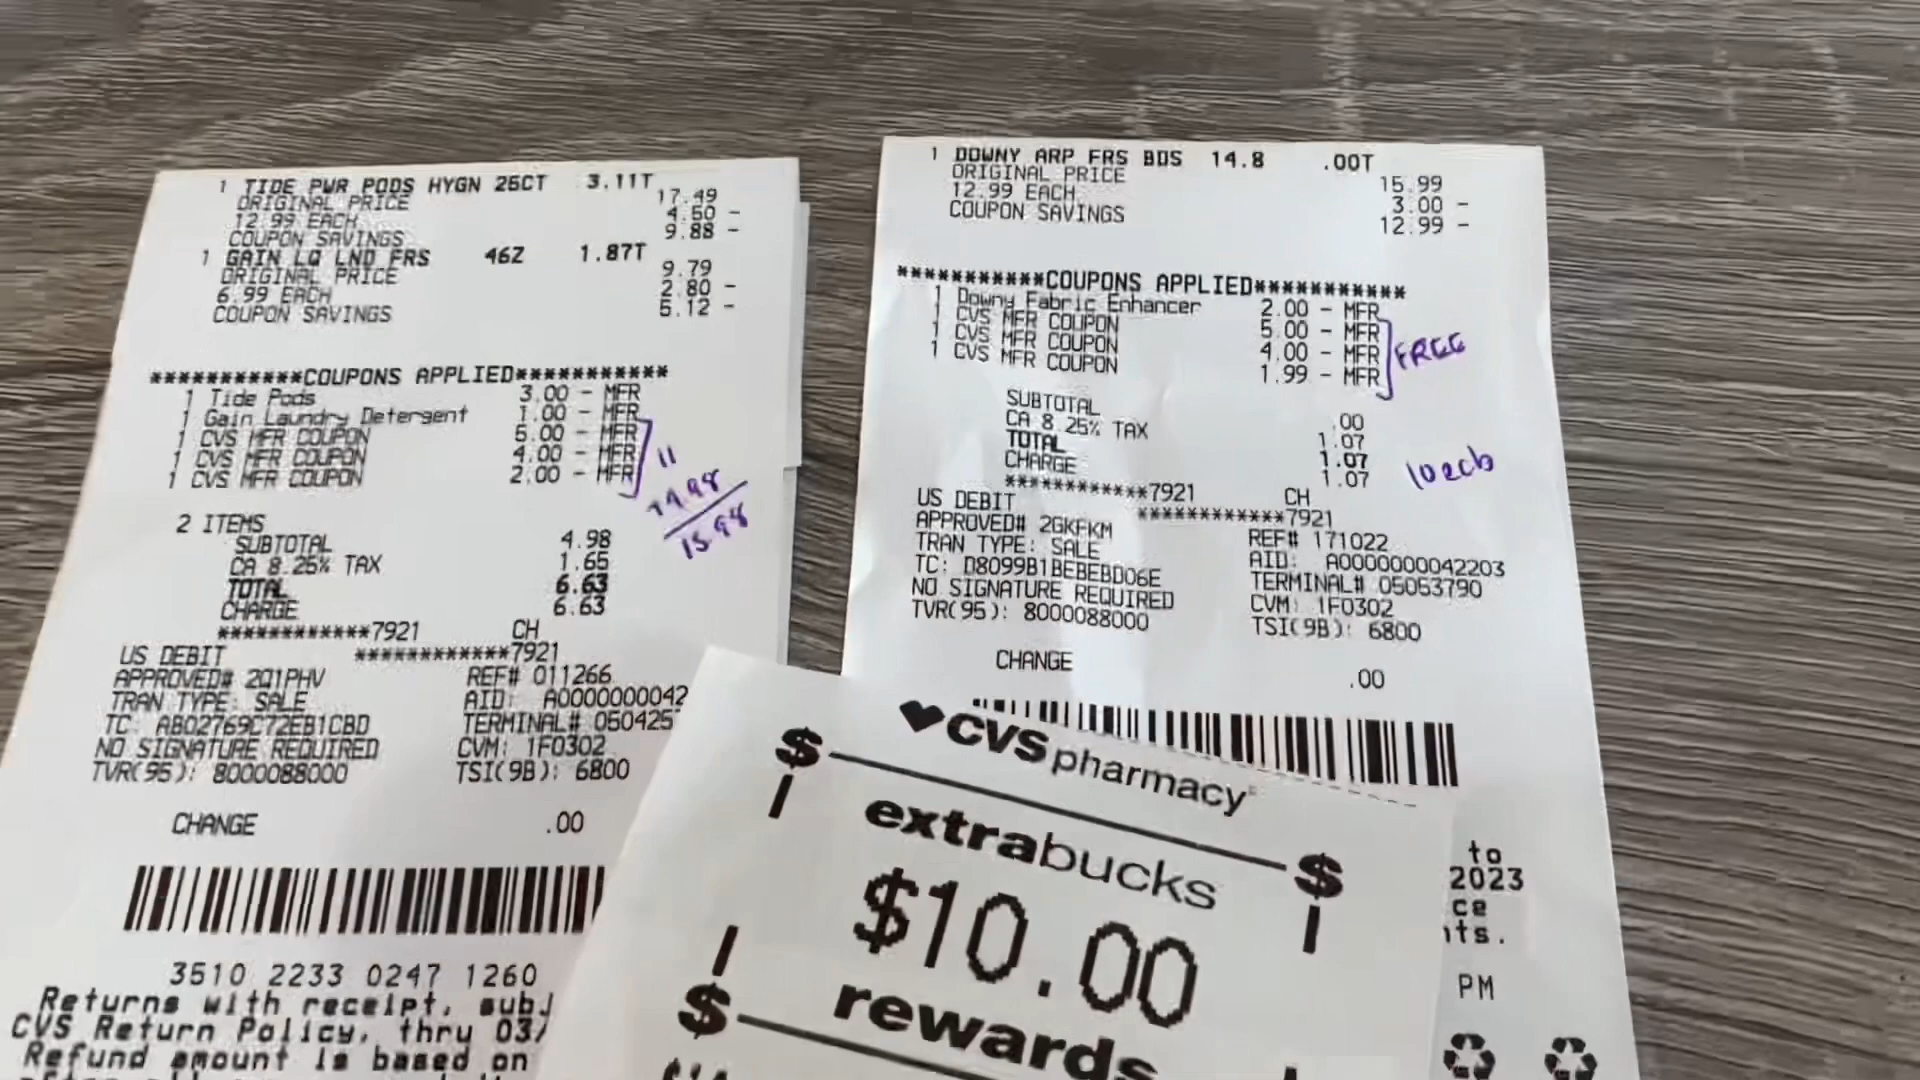 1 TIDE PWR PODS HYGN 25CT 3.11T
ORIGINAL PRICE 17.49
12.99 EACH 4.50 -
COUPON SAVINGS 9.88 -
1 GAIN LQ LND FRS 46Z 1.87T
ORIGINAL PRICE 9.79
6.99 EACH 2.80 -
COUPON SAVINGS 5.12 -
***********COUPONS APPLIED***********
1 Tide Pods 3.00 - MFR
1 Gain Laundry Detergent 1.00 - MFR
1 CVS MFR COUPON 5.00 - MFR
1 CVS MFR COUPON 4.00 - MFR
1 CVS MFR COUPON 2.00 - MFR
11
15.98
2 ITEMS
SUBTOTAL 4.98
CA 8.25% TAX 1.65
TOTAL 6.63
CHARGE 6.63
************7921 CH
US DEBIT ************7921
APPROVED# 201PHV REF# 011266
TRAN TYPE: SALE AID: A0000000042
TC: AB02769C72EB1CBD TERMINAL# 0504257
NO SIGNATURE REQUIRED CVM: 1F0302
TVR(95): 8000088000 TSI(9B): 6800
CHANGE .00
3510 2233 0247 1260
Returns with receipt, subj
CVS Return Policy, thru 03/
Refund amount is based on
1 DOWNY ARP FRS BDS 14.8 .00T
ORIGINAL PRICE 15.99
12.99 EACH 3.00 -
COUPON SAVINGS 12.99 -
***********COUPONS APPLIED***********
1 Downy Fabric Enhancer 2.00 - MFR
1 CVS MFR COUPON 5.00 - MFR
1 CVS MFR COUPON 4.00 - MFR
1 CVS MFR COUPON 1.99 - MFR
FREE
SUBTOTAL .00
CA 8.25% TAX 1.07
TOTAL 1.07
CHARGE 1.07
10 ecb
************7921 CH
US DEBIT ************7921
APPROVED# 2GKFKM REF# 171022
TRAN TYPE: SALE AID: A0000000042203
TC: D8099B1BEBEBD06E TERMINAL# 05053790
NO SIGNATURE REQUIRED CVM: 1F0302
TVR(95): 8000088000 TSI(9B): 6800
CHANGE .00
CVS pharmacy
extrabucks
$10.00
rewards
to
2023
ce
nts.
PM